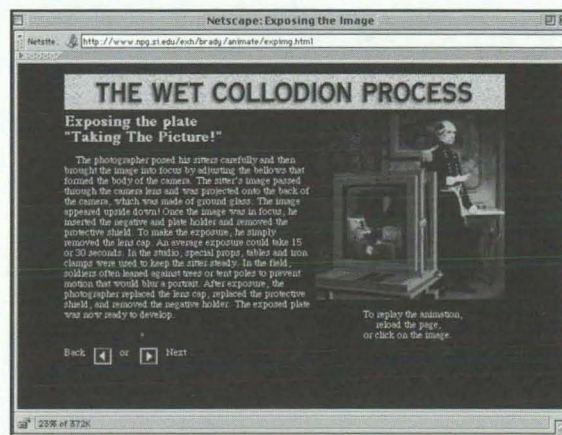 Netscape: Exposing the Image
Netsite: http://www.npg.si.edu/exh/brady/animate/expimg.html
THE WET COLLODION PROCESS
Exposing the plate
"Taking The Picture!"
The photographer posed his sitters carefully and then
brought the image into focus by adjusting the bellows that
formed the body of the camera. The sitter's image passed
through the camera lens and was projected onto the back of
the camera, which was made of ground glass. The image
appeared upside down! Once the image was in focus, he
inserted the negative and plate holder and removed the
protective shield. To make the exposure, he simply
removed the lens cap. An average exposure could take 15
or 30 seconds. In the studio, special props, tables and iron
clamps were used to keep the sitter steady. In the field,
soldiers often leaned against trees or tent poles to prevent
motion that would blur a portrait. After exposure, the
photographer replaced the lens cap, replaced the protective
shield, and removed the negative holder. The exposed plate
was now ready to develop.
To replay the animation,
reload the page,
or click on the image.
Back or Next
23% of 372K